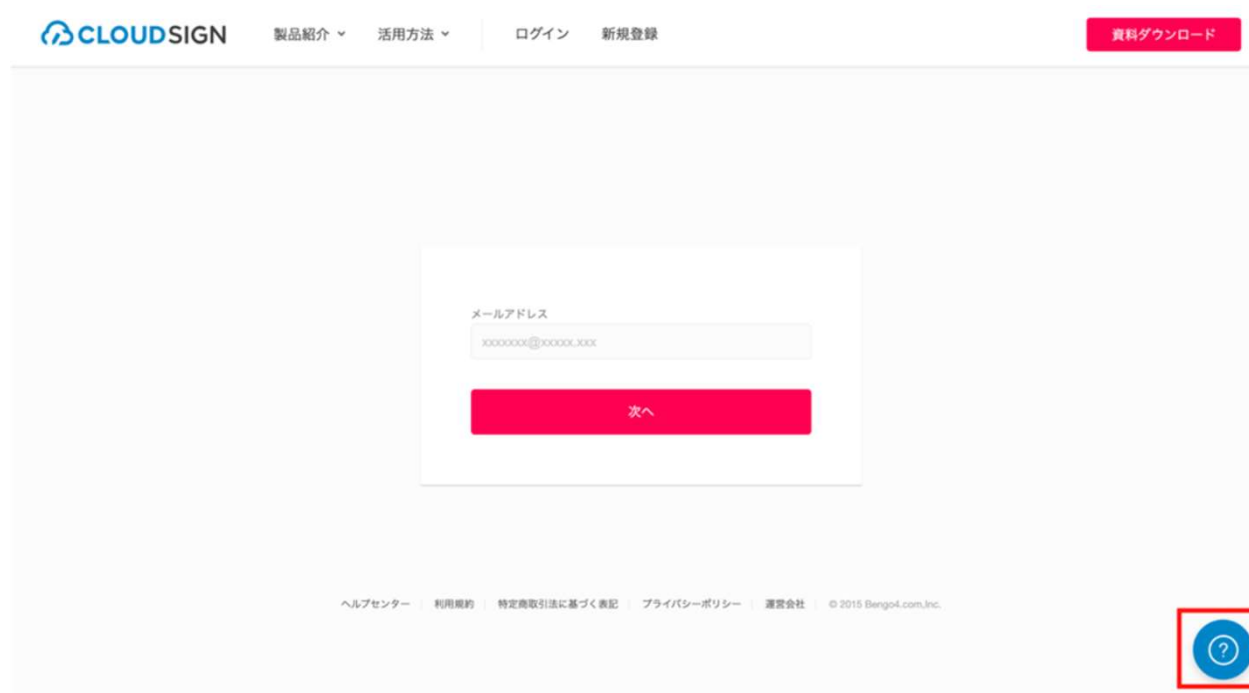 CLOUDSIGN 製品紹介 活用方法 ログイン 新規登録 資料ダウンロード
メールアドレス
xxxxxxx@xxxxx.xxx
次へ
ヘルプセンター 利用規約 特定商取引法に基づく表記 プライバシーポリシー 運営会社 © 2015 Bengo4.com,Inc.
?